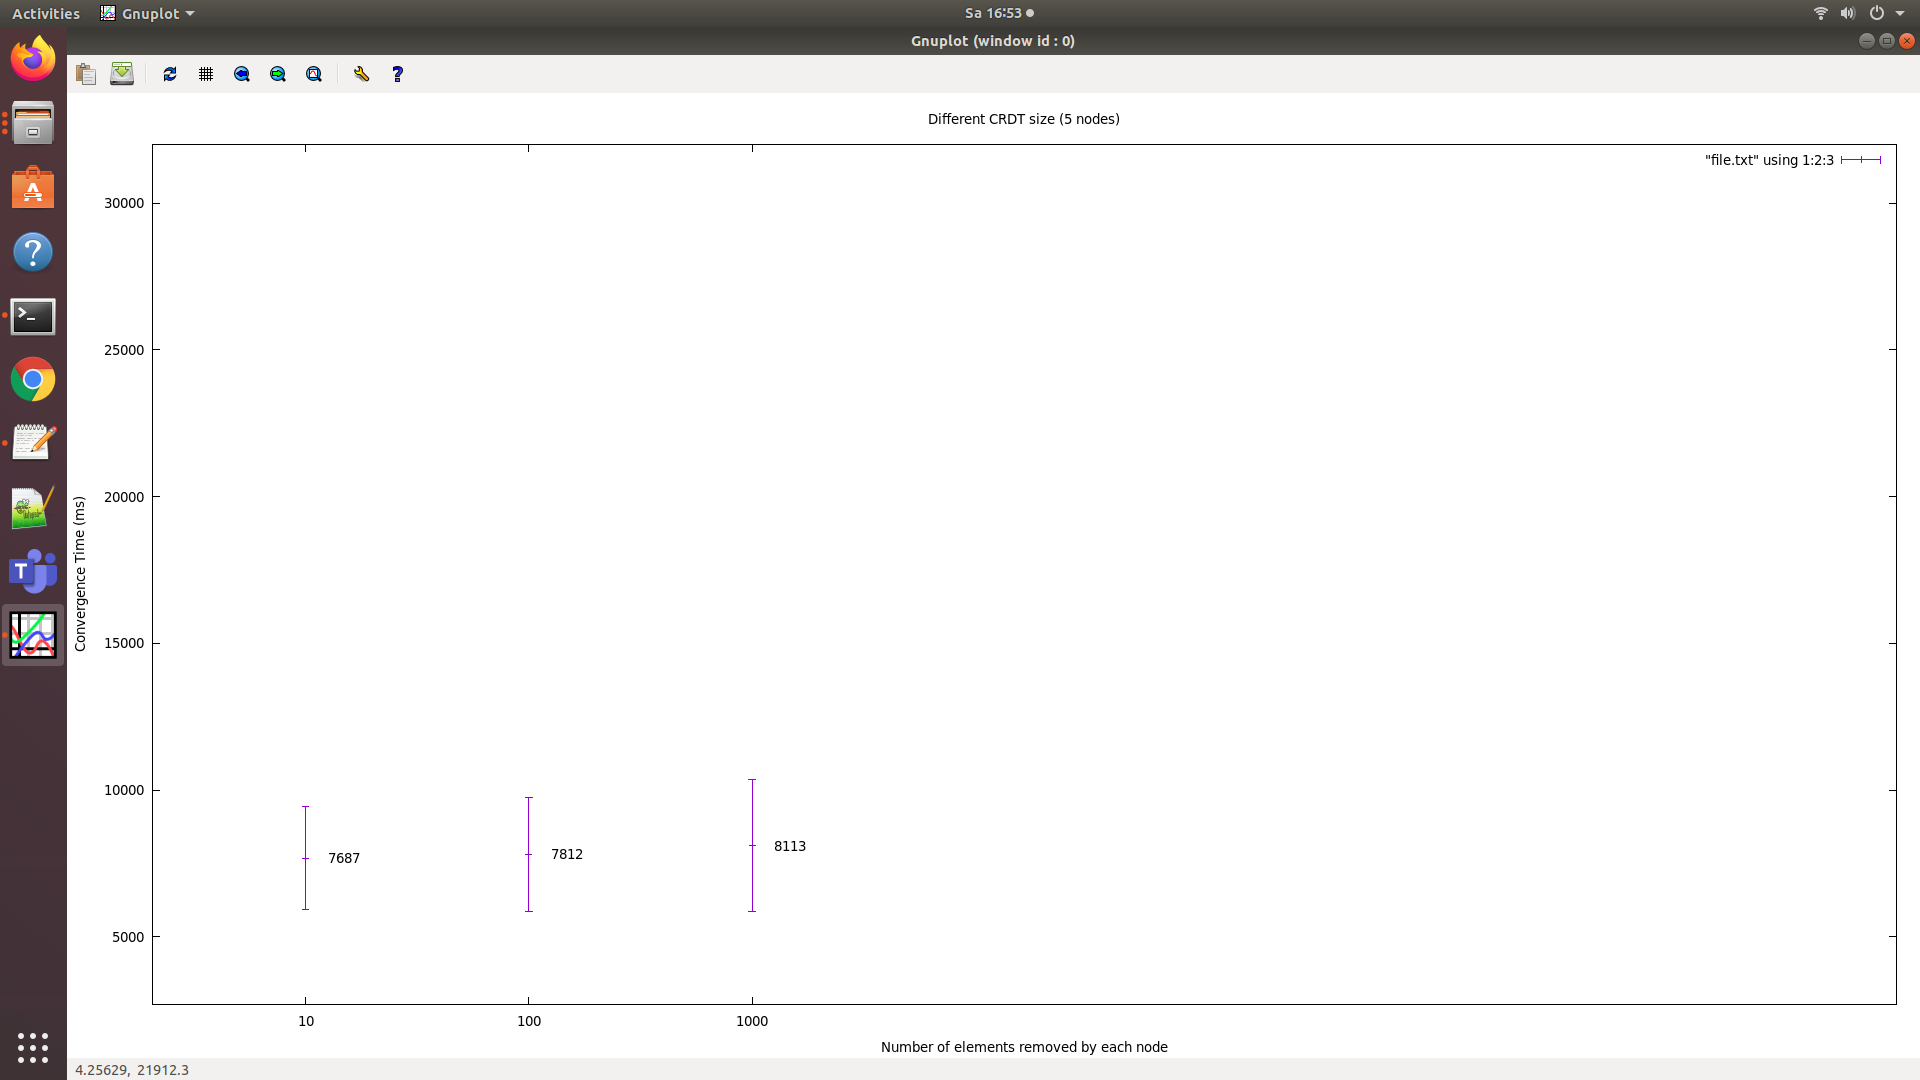 Activities Gnuplot Sa 16:53
Gnuplot (window id : 0)
Different CRDT size (5 nodes)
"file.txt" using 1:2:3
30000
25000
20000
15000
10000
5000
Convergence Time (ms)
7687
7812
8113
10 100 1000
Number of elements removed by each node
4.25629, 21912.3